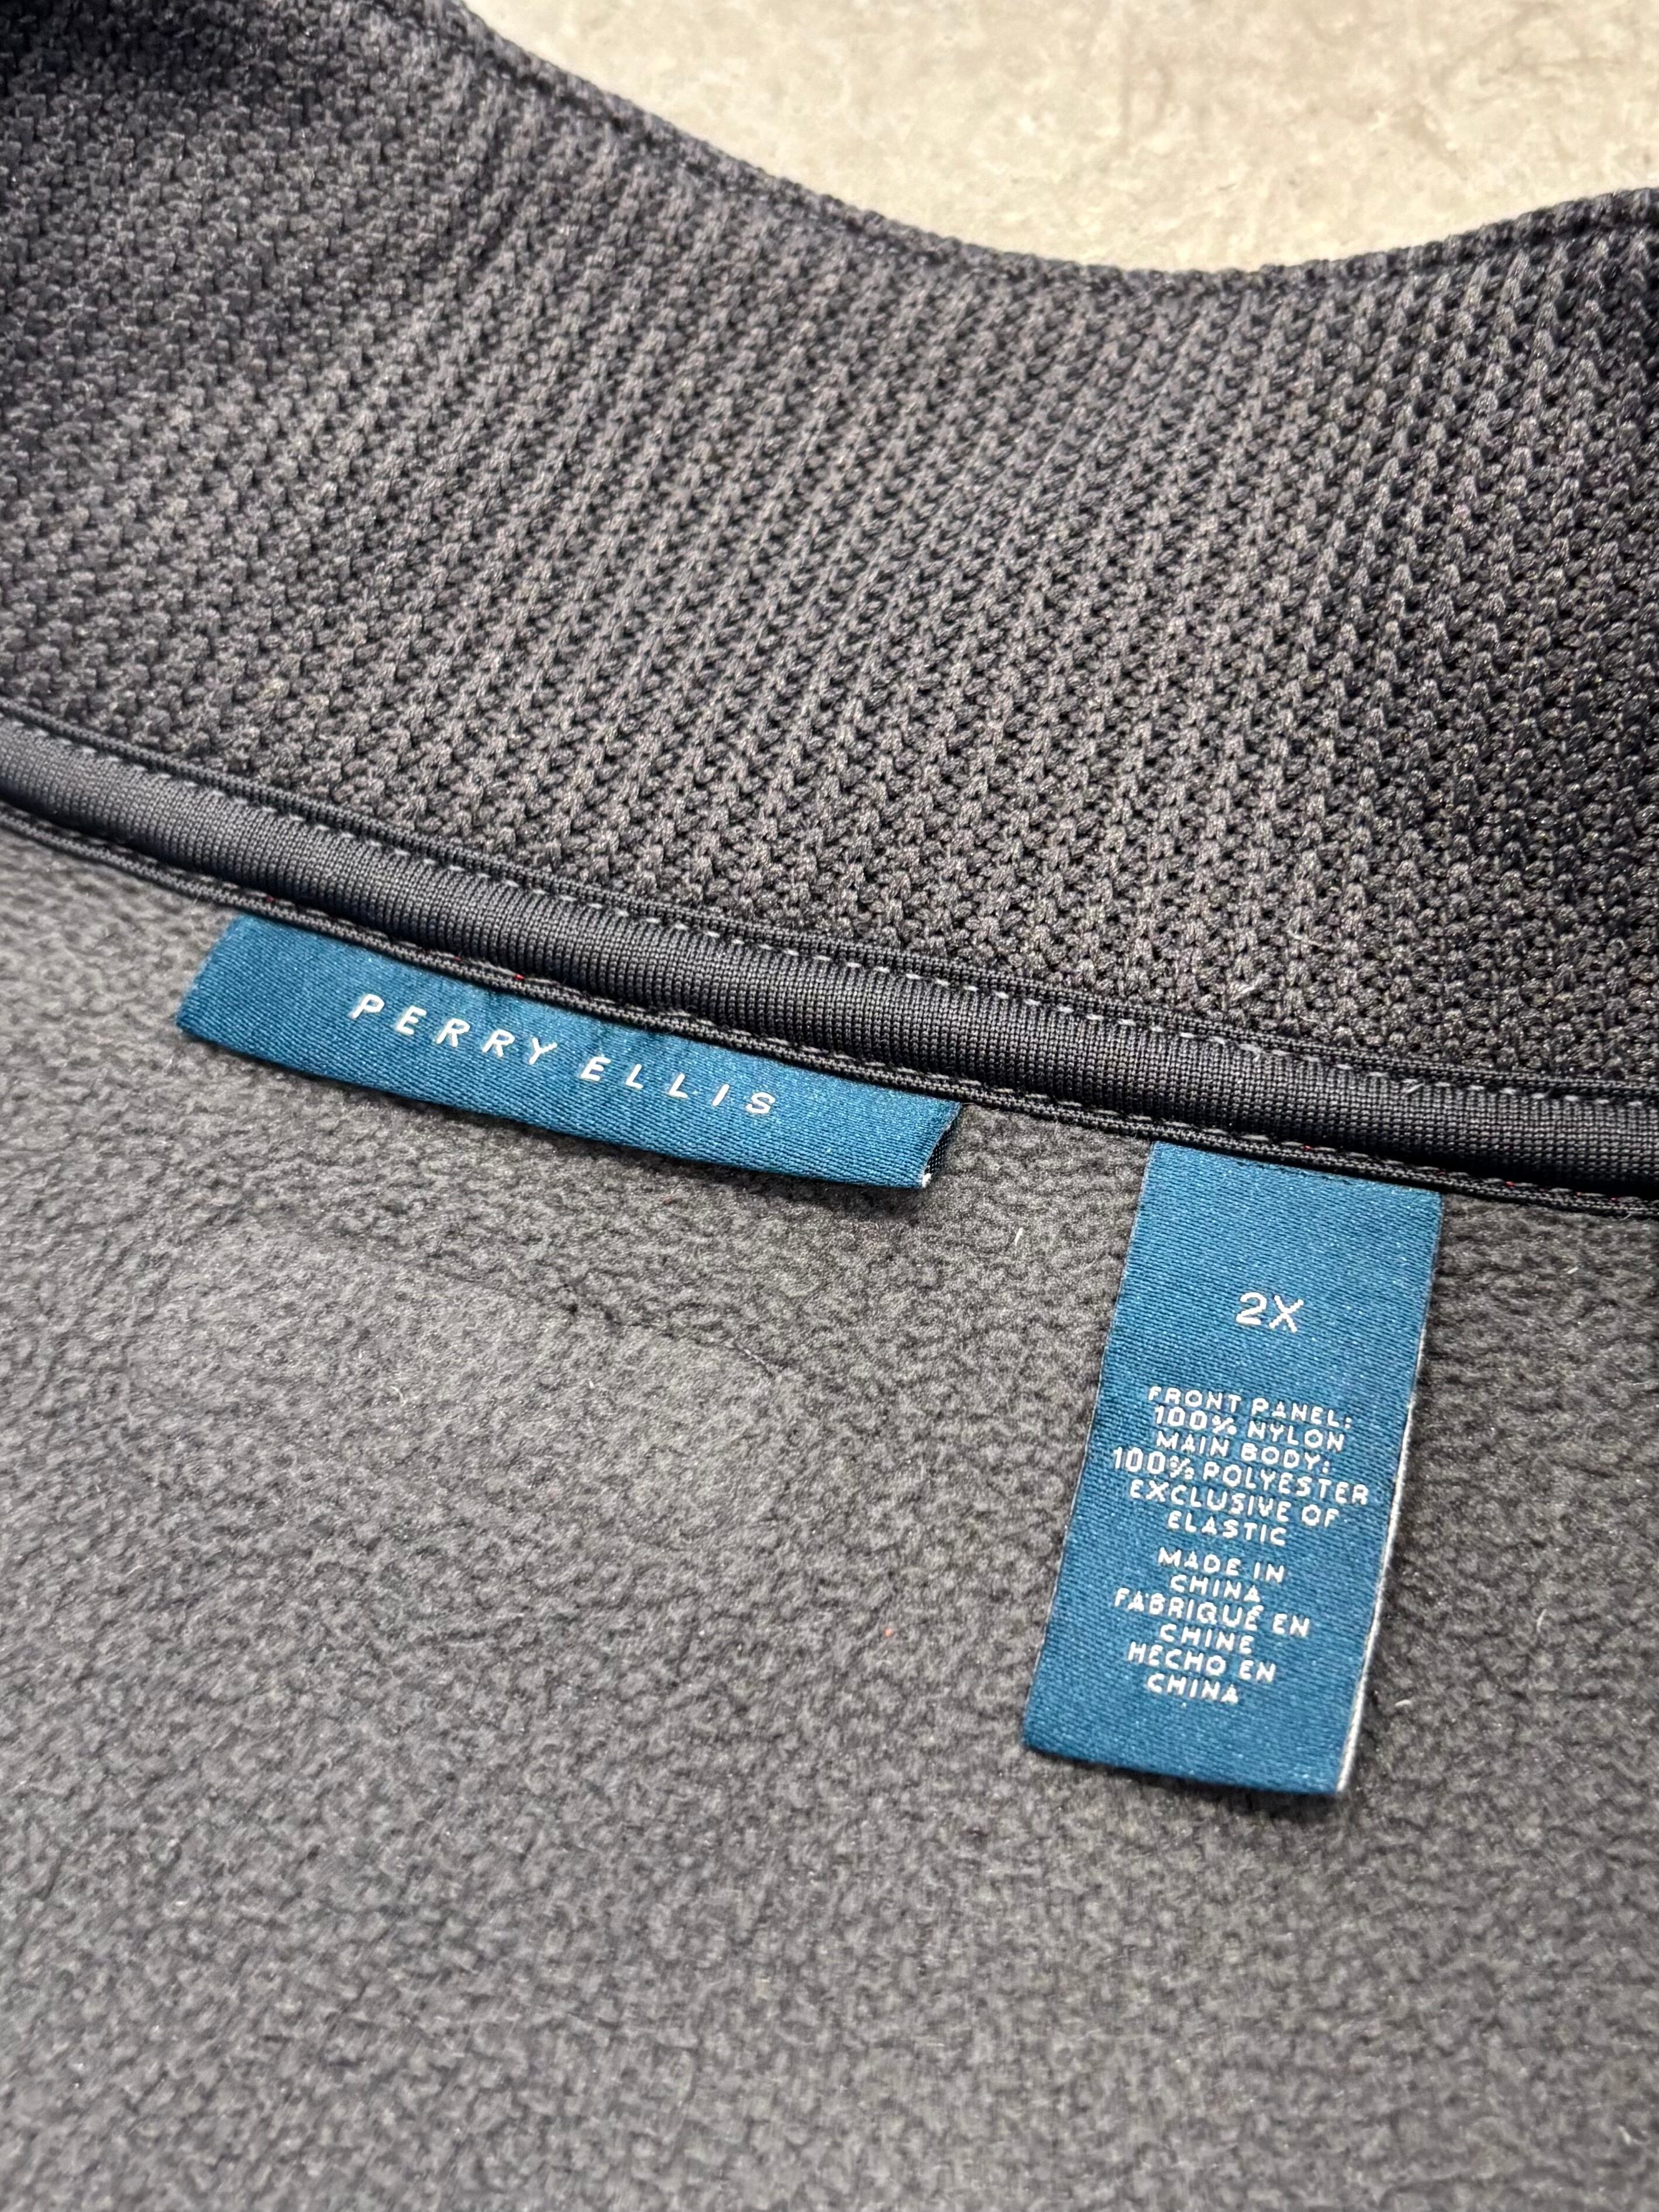 PERRY ELLIS
2X
FRONT PANEL:
100% NYLON
MAIN BODY:
100% POLYESTER
EXCLUSIVE OF
ELASTIC
MADE IN
CHINA
FABRIQUÉ EN
CHINE
HECHO EN
CHINA